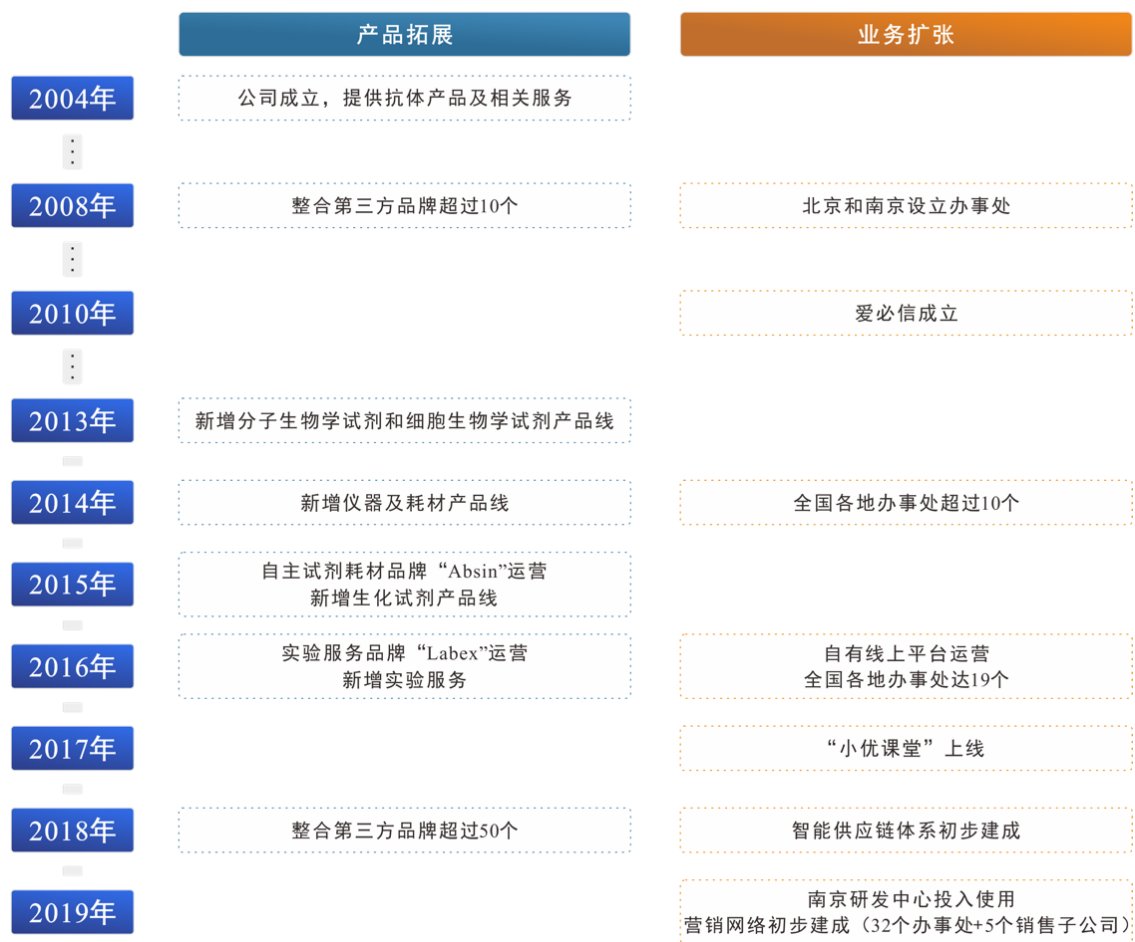 产品拓展
业务扩张
2004年
公司成立，提供抗体产品及相关服务
2008年
整合第三方品牌超过10个
北京和南京设立办事处
2010年
爱必信成立
2013年
新增分子生物学试剂和细胞生物学试剂产品线
2014年
新增仪器及耗材产品线
全国各地办事处超过10个
2015年
自主试剂耗材品牌“Absin”运营
新增生化试剂产品线
2016年
实验服务品牌“Labex”运营
新增实验服务
自有线上平台运营
全国各地办事处达19个
2017年
“小优课堂”上线
2018年
整合第三方品牌超过50个
智能供应链体系初步建成
2019年
南京研发中心投入使用
营销网络初步建成（32个办事处+5个销售子公司）